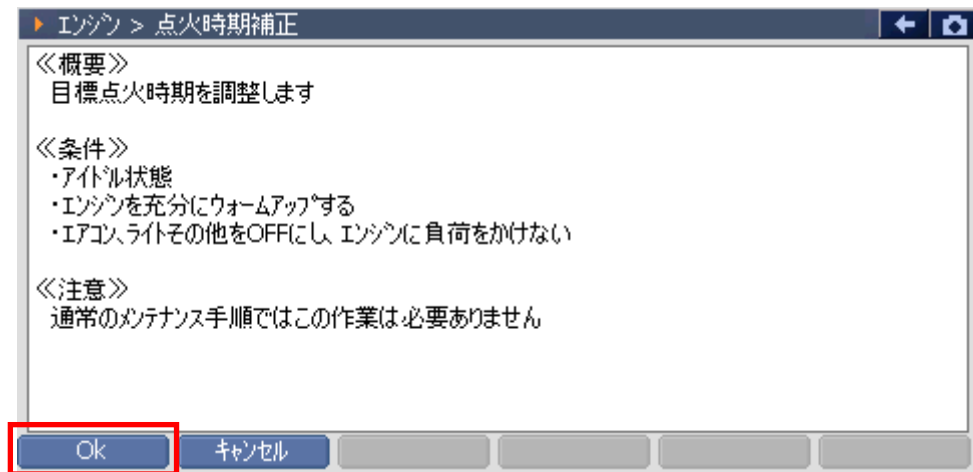 エンジン > 点火時期補正
≪概要≫
目標点火時期を調整します
≪条件≫
・アイドル状態
・エンジンを充分にウォームアップする
・エアコン、ライトその他をOFFにし、エンジンに負荷をかけない
≪注意≫
通常のメンテナンス手順ではこの作業は必要ありません
Ok
キャンセル